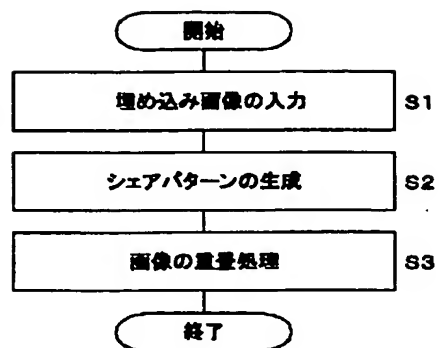 開始
埋め込み画像の入力 S1
シェアパターンの生成 S2
画像の重畳処理 S3
終了